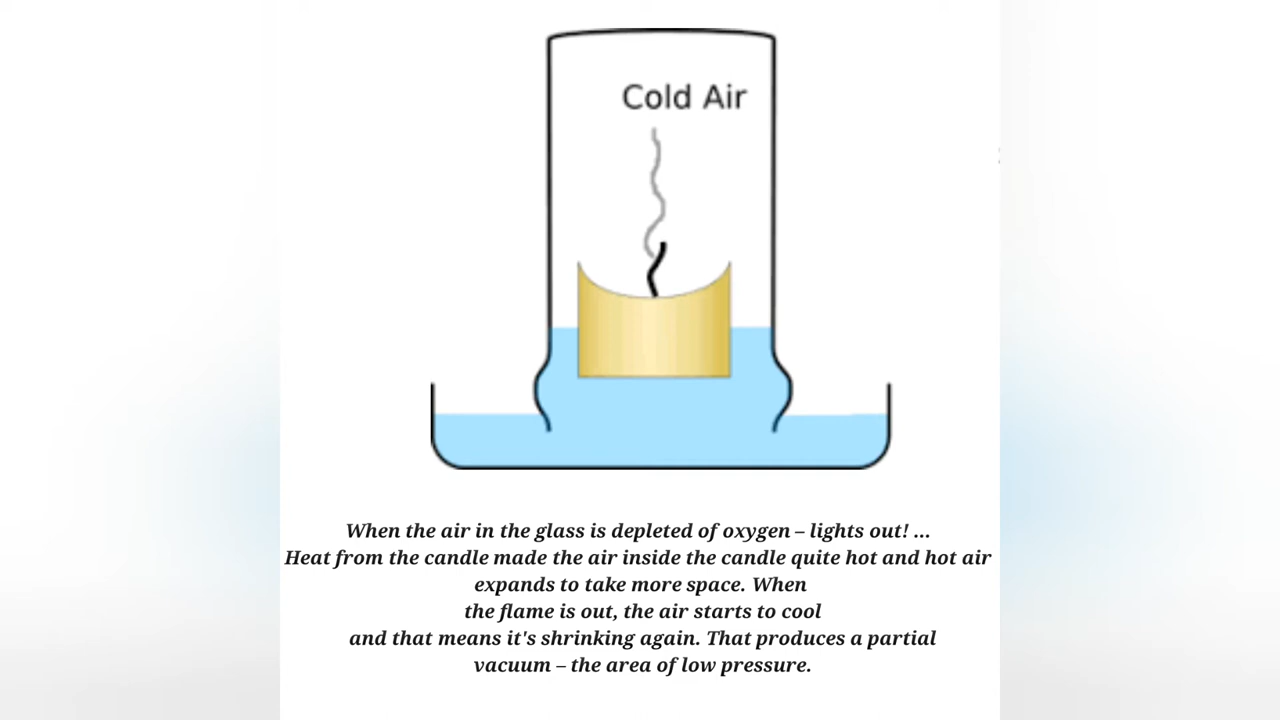 Cold Air
When the air in the glass is depleted of oxygen – lights out! ...
Heat from the candle made the air inside the candle quite hot and hot air
expands to take more space. When
the flame is out, the air starts to cool
and that means it's shrinking again. That produces a partial
vacuum – the area of low pressure.